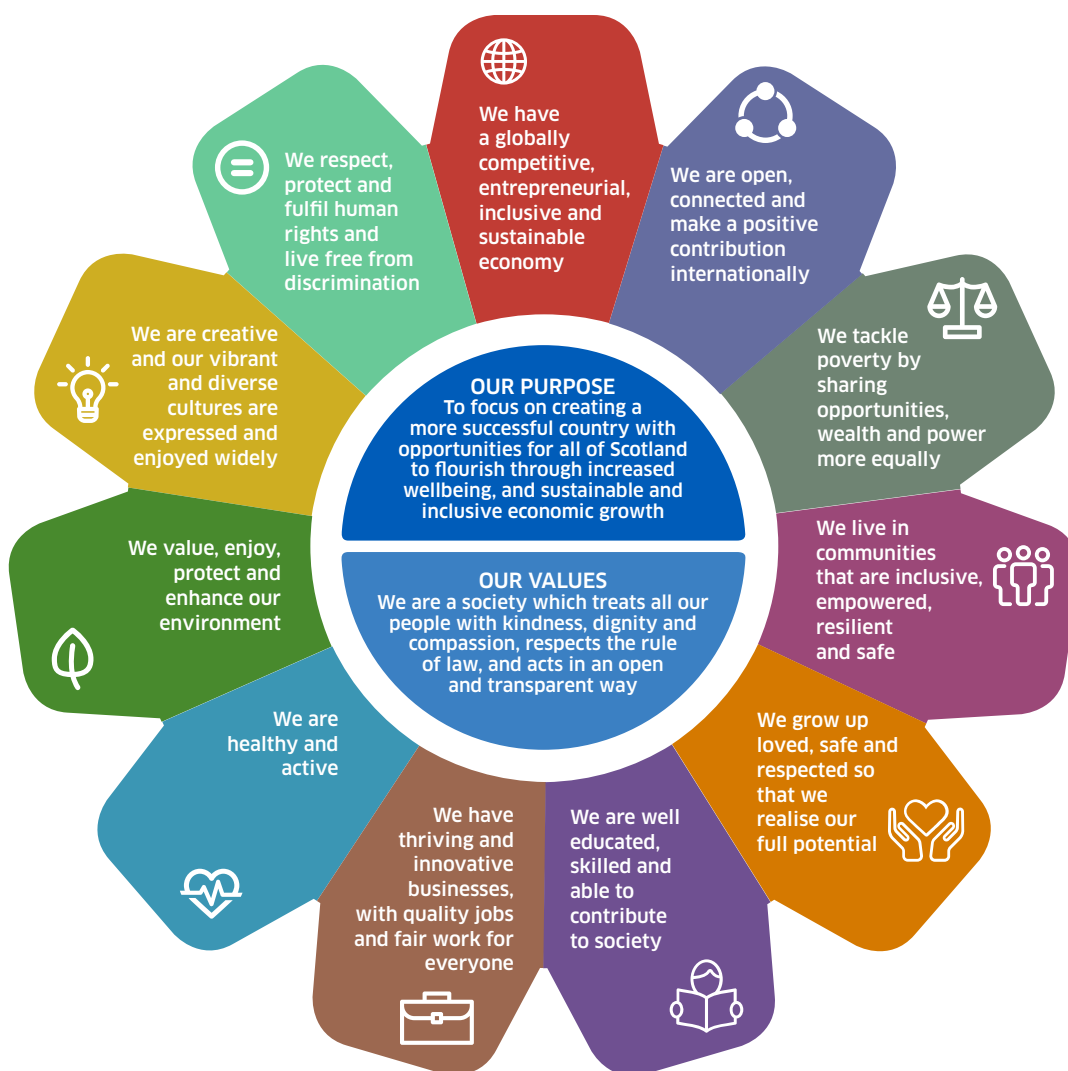 We have
a globally
competitive,
entrepreneurial,
inclusive and
sustainable
economy
We are open,
connected and
make a positive
contribution
internationally
We tackle
poverty by
sharing
opportunities,
wealth and power
more equally
We live in
communities
that are inclusive,
empowered,
resilient
and safe
We grow up
loved, safe and
respected so
that we
realise our
full potential
We are well
educated,
skilled and
able to
contribute
to society
We have
thriving and
innovative
businesses,
with quality jobs
and fair work for
everyone
We are
healthy and
active
We value, enjoy,
protect and
enhance our
environment
We are creative
and our vibrant
and diverse
cultures are
expressed and
enjoyed widely
We respect,
protect and
fulfil human
rights and
live free from
discrimination
OUR PURPOSE
To focus on creating a
more successful country with
opportunities for all of Scotland
to flourish through increased
wellbeing, and sustainable and
inclusive economic growth
OUR VALUES
We are a society which treats all our
people with kindness, dignity and
compassion, respects the rule
of law, and acts in an open
and transparent way